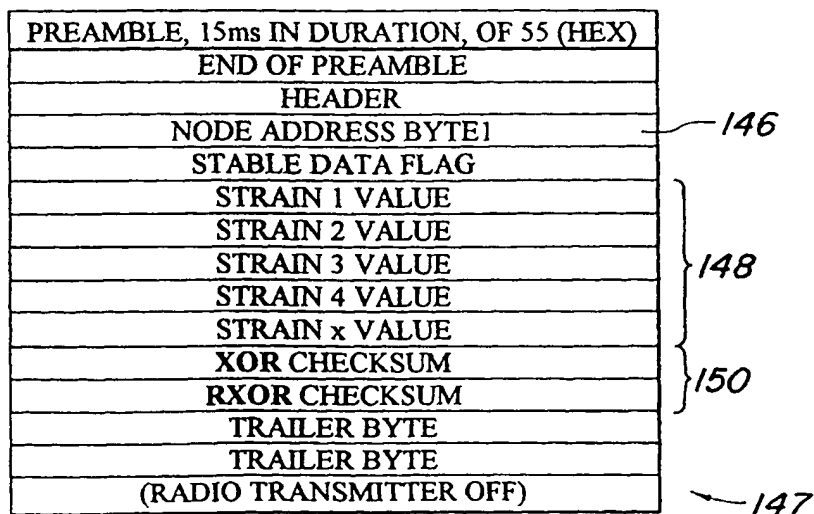 PREAMBLE, 15ms IN DURATION, OF 55 (HEX)
END OF PREAMBLE
HEADER
NODE ADDRESS BYTE1 146
STABLE DATA FLAG
STRAIN 1 VALUE
STRAIN 2 VALUE
STRAIN 3 VALUE
148
STRAIN 4 VALUE
STRAIN x VALUE
XOR CHECKSUM
150
RXOR CHECKSUM
TRAILER BYTE
TRAILER BYTE
(RADIO TRANSMITTER OFF) 147